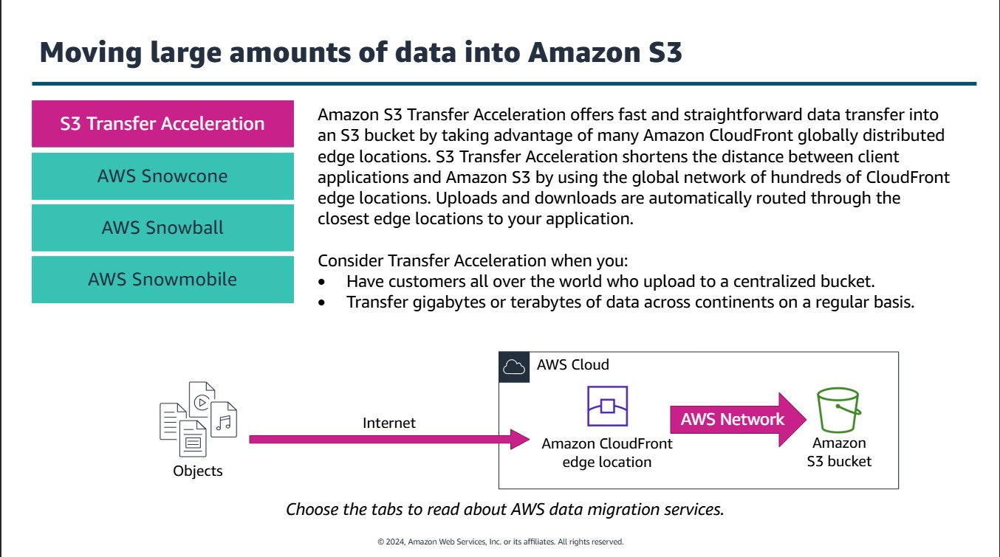 Moving large amounts of data into Amazon S3
S3 Transfer Acceleration
AWS Snowcone
AWS Snowball
AWS Snowmobile
Amazon S3 Transfer Acceleration offers fast and straightforward data transfer into
an S3 bucket by taking advantage of many Amazon CloudFront globally distributed
edge locations. S3 Transfer Acceleration shortens the distance between client
applications and Amazon S3 by using the global network of hundreds of CloudFront
edge locations. Uploads and downloads are automatically routed through the
closest edge locations to your application.
Consider Transfer Acceleration when you:
• Have customers all over the world who upload to a centralized bucket.
• Transfer gigabytes or terabytes of data across continents on a regular basis.
Objects
Internet
AWS Cloud
Amazon CloudFront
edge location
AWS Network
Amazon
S3 bucket
Choose the tabs to read about AWS data migration services.
© 2024, Amazon Web Services, Inc. or its affiliates. All rights reserved.